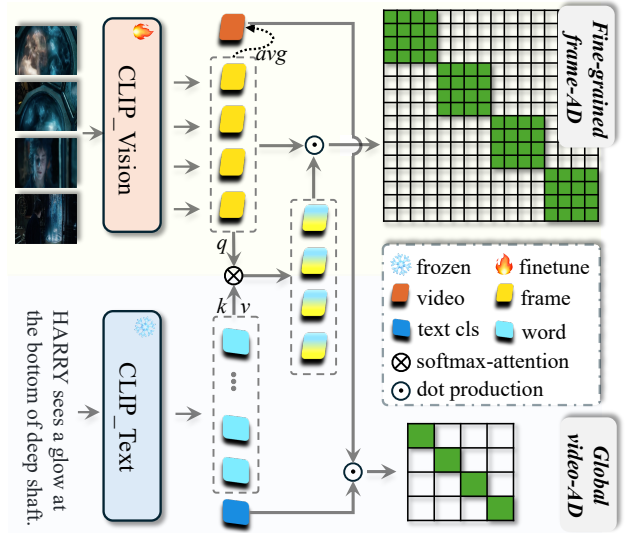 CLIP_Vision
avg
Fine-grained
frame-AD
q
k
v
frozen
finetune
video
frame
text cls
word
softmax-attention
dot production
HARRY sees a glow at
the bottom of deep shaft.
CLIP_Text
Global
video-AD